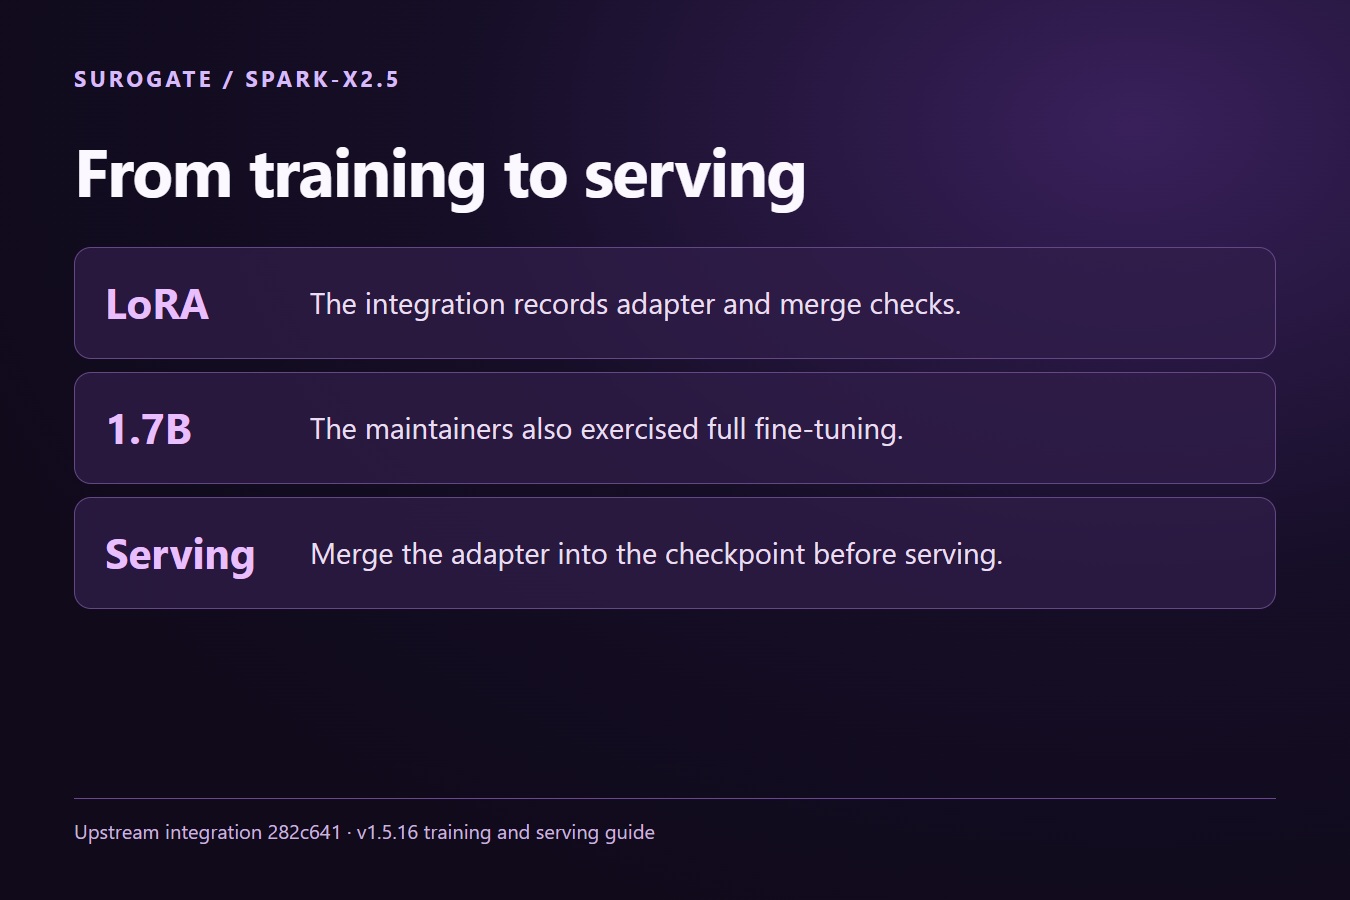 SUROGATE / SPARK-X2.5
From training to serving
LoRA
The integration records adapter and merge checks.
1.7B
The maintainers also exercised full fine-tuning.
Serving
Merge the adapter into the checkpoint before serving.
Upstream integration 282c641 · v1.5.16 training and serving guide